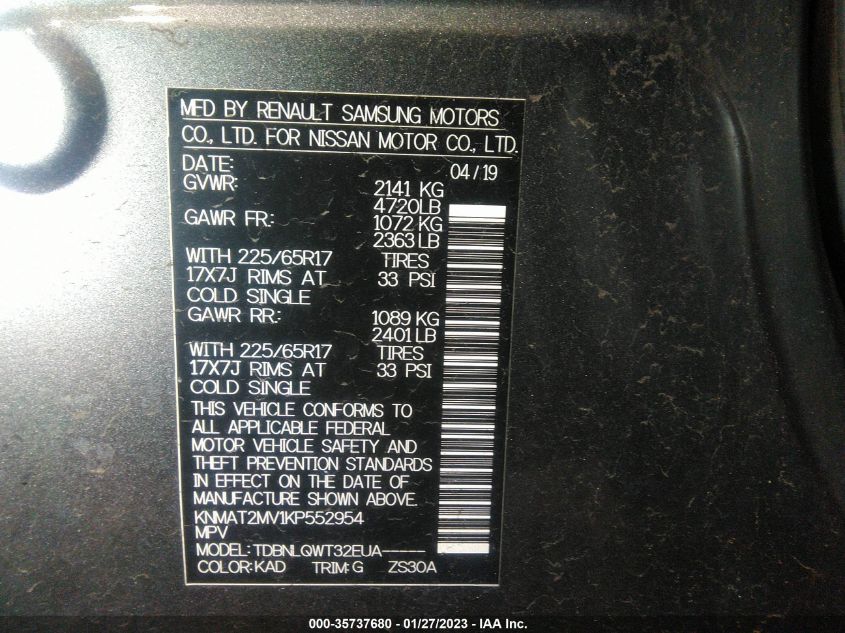 MFD BY RENAULT SAMSUNG MOTORS
CO., LTD. FOR NISSAN MOTOR CO., LTD.
DATE: 04/19
GVWR: 2141 KG
4720LB
GAWR FR.: 1072 KG
2363 LB
WITH 225/65R17 TIRES
17X7J RIMS AT 33 PSI
COLD SINGLE
GAWR RR.: 1089 KG
2401 LB
WITH 225/65R17 TIRES
17X7J RIMS AT 33 PSI
COLD SINGLE
THIS VEHICLE CONFORMS TO
ALL APPLICABLE FEDERAL
MOTOR VEHICLE SAFETY AND
THEFT PREVENTION STANDARDS
IN EFFECT ON THE DATE OF
MANUFACTURE SHOWN ABOVE.
KNMAT2MV1KP552954
MPV
MODEL: TDBNLQWT32EUA-----
COLOR: KAD TRIM: G ZS30A
000-35737680 - 01/27/2023 - IAA Inc.